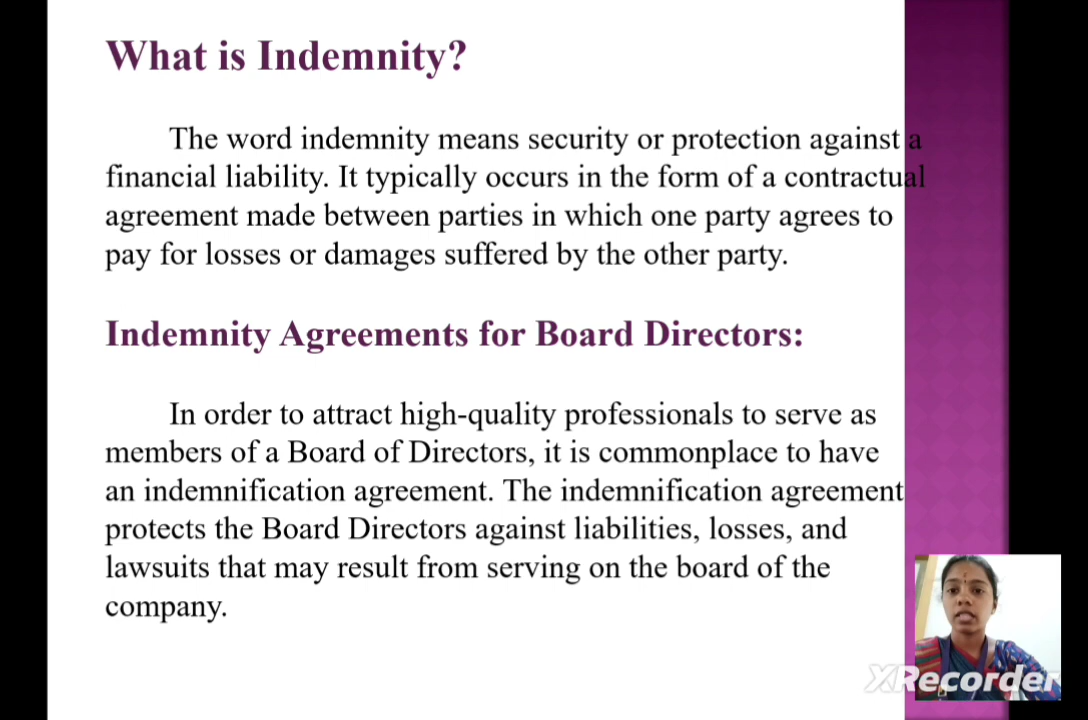 What is Indemnity?
The word indemnity means security or protection against a
financial liability. It typically occurs in the form of a contractual
agreement made between parties in which one party agrees to
pay for losses or damages suffered by the other party.
Indemnity Agreements for Board Directors:
In order to attract high-quality professionals to serve as
members of a Board of Directors, it is commonplace to have
an indemnification agreement. The indemnification agreement
protects the Board Directors against liabilities, losses, and
lawsuits that may result from serving on the board of the
company.
XRecorder